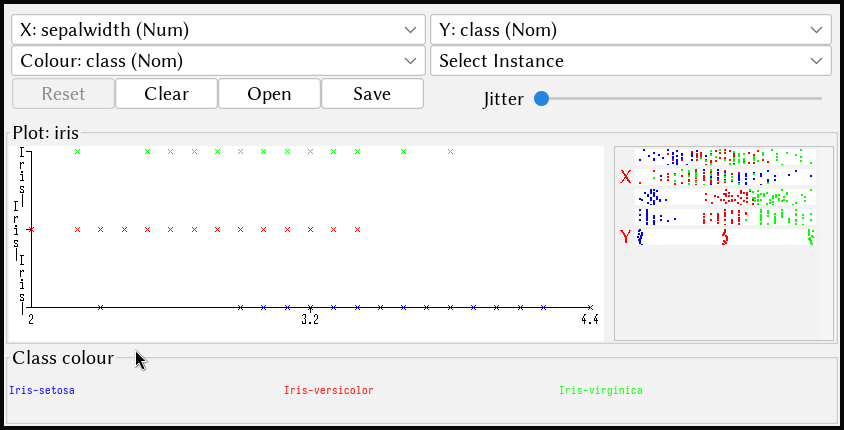 X: sepalwidth (Num) Y: class (Nom)
Colour: class (Nom) Select Instance
Reset Clear Open Save Jitter
Plot: iris
Iris|
Iris|
Iris|
X
Y
2 3.2 4.4
Class colour
Iris-setosa Iris-versicolor Iris-virginica